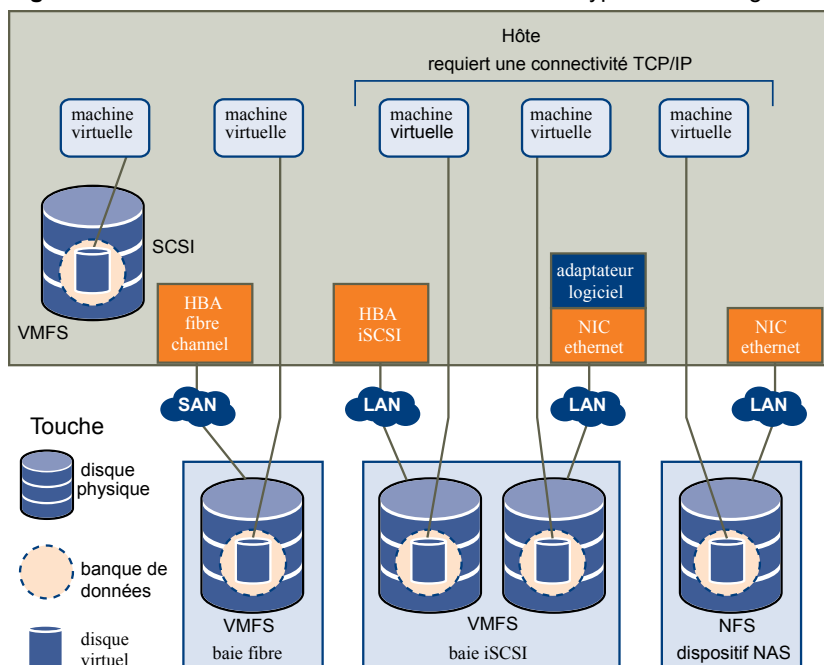 Hôte
requiert une connectivité TCP/IP
machine
virtuelle
machine
virtuelle
machine
virtuelle
machine
virtuelle
machine
virtuelle
SCSI
VMFS
HBA
fibre
channel
HBA
iSCSI
adaptateur
logiciel
NIC
ethernet
NIC
ethernet
SAN
LAN
LAN
LAN
Touche
disque
physique
banque de
données
disque
virtuel
VMFS
baie fibre
VMFS
baie iSCSI
NFS
dispositif NAS